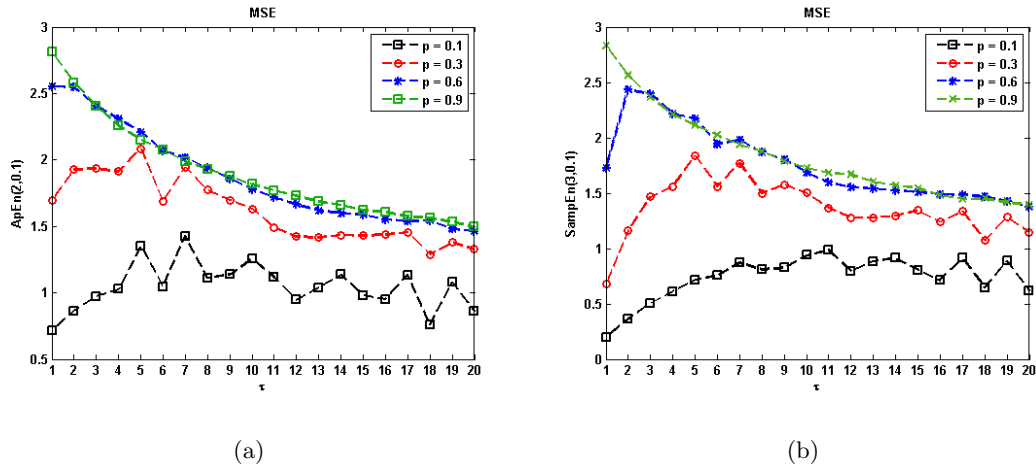 MSE
3
2.5
2
1.5
1
0.5
ApEn(2,0.1)
1 2 3 4 5 6 7 8 9 10 11 12 13 14 15 16 17 18 19 20
τ
p = 0.1
p = 0.3
p = 0.6
p = 0.9
(a)
MSE
3
2.5
2
1.5
1
0.5
0
SampEn(3,0.1)
1 2 3 4 5 6 7 8 9 10 11 12 13 14 15 16 17 18 19 20
τ
p = 0.1
p = 0.3
p = 0.6
p = 0.9
(b)